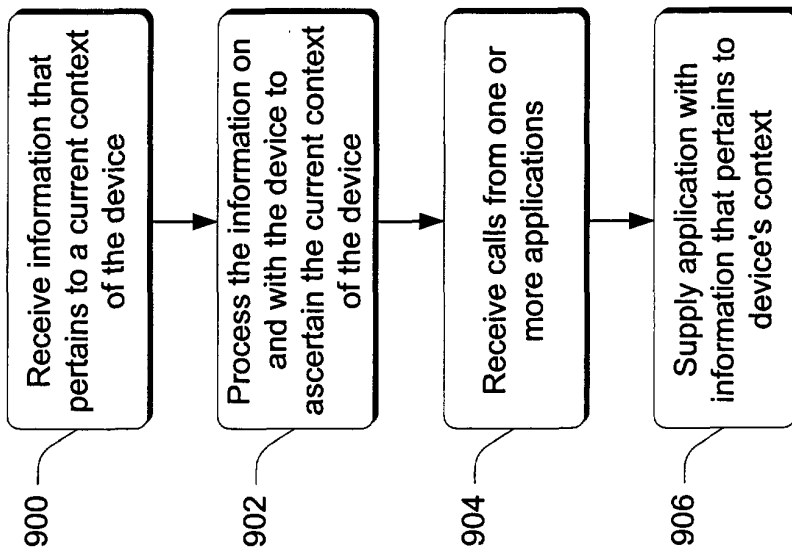 900
Receive information that
pertains to a current context
of the device
902
Process the information on
and with the device to
ascertain the current context
of the device
904
Receive calls from one or
more applications
906
Supply application with
information that pertains to
device's context